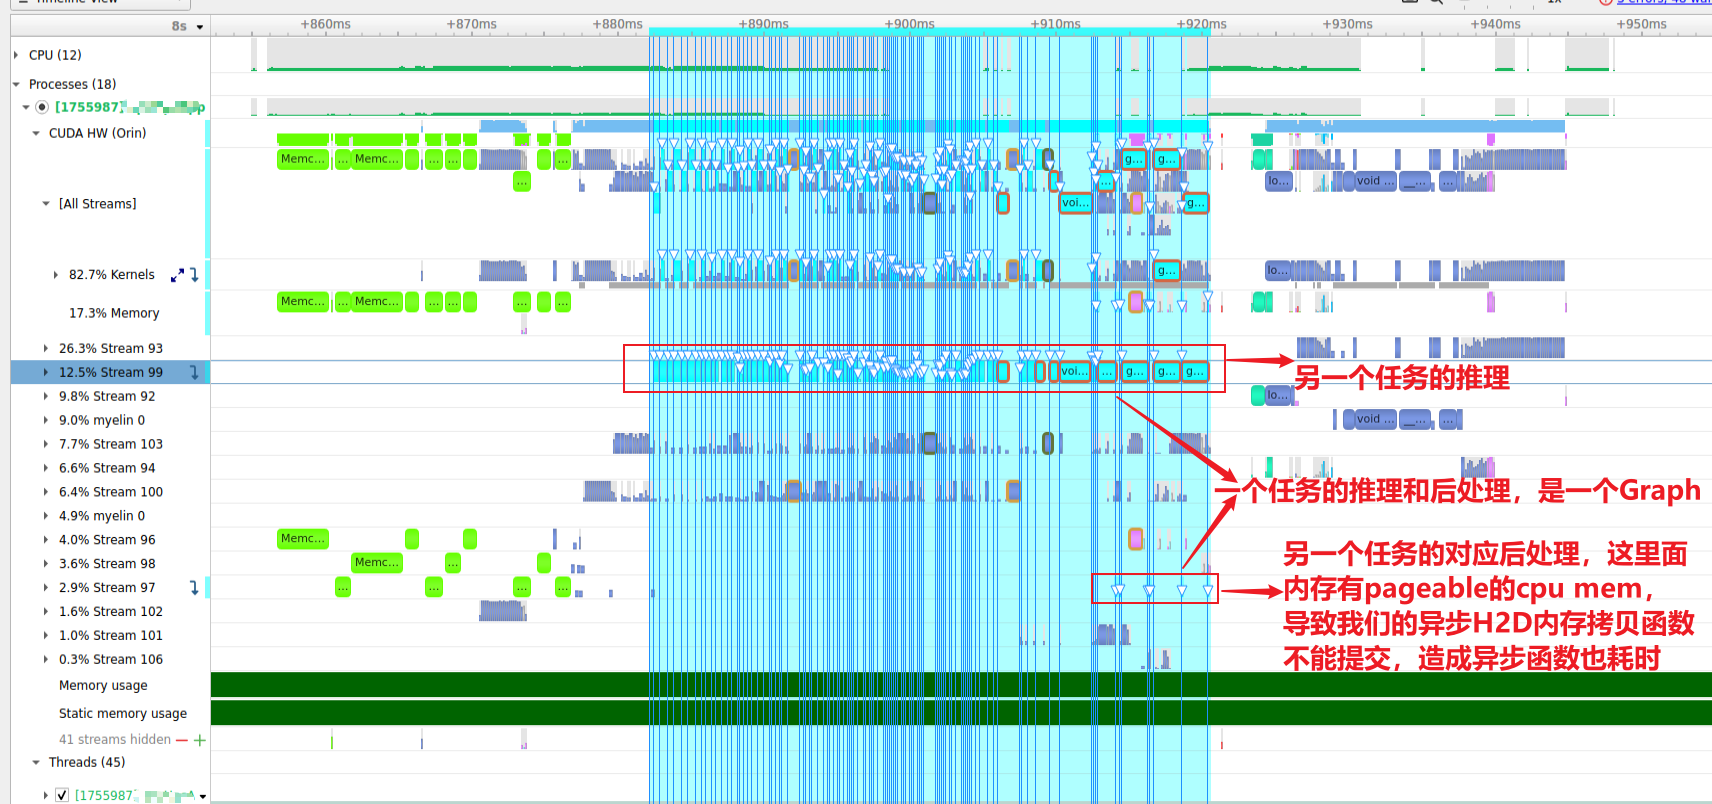 Timeline View
1x
5 errors, 48 war
8s
+860ms
+870ms
+880ms
+890ms
+900ms
+910ms
+920ms
+930ms
+940ms
+950ms
CPU (12)
Processes (18)
[1755987]
p
CUDA HW (Orin)
Memc...
...
Memc...
...
...
...
...
g...
g...
...
...
lo...
void ...
...
[All Streams]
voi...
g...
82.7% Kernels
g...
lo...
Memc...
...
Memc...
...
...
...
...
17.3% Memory
26.3% Stream 93
12.5% Stream 99
voi...
...
g...
g...
g...
另一个任务的推理
9.8% Stream 92
lo...
9.0% myelin 0
void ...
...
7.7% Stream 103
6.6% Stream 94
6.4% Stream 100
一个任务的推理和后处理，是一个Graph
4.9% myelin 0
4.0% Stream 96
Memc...
3.6% Stream 98
Memc...
...
2.9% Stream 97
...
...
...
...
另一个任务的对应后处理，这里面
内存有pageable的cpu mem，
导致我们的异步H2D内存拷贝函数
不能提交，造成异步函数也耗时
1.6% Stream 102
1.0% Stream 101
0.3% Stream 106
Memory usage
Static memory usage
41 streams hidden
Threads (45)
[1755987]